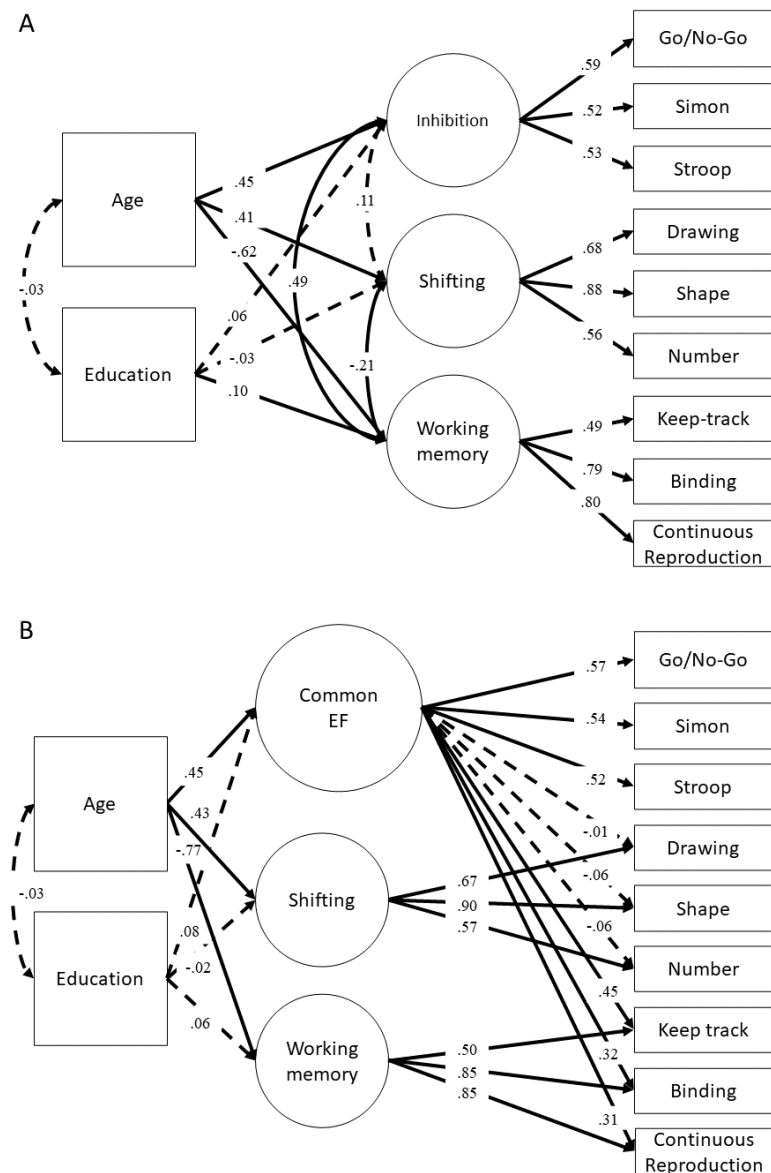 A
Go/No-Go
.59
Simon
.52
Inhibition
.53
Stroop
Age
.45
.11
.41
Drawing
.68
-.62
Shifting
.88
Shape
-.03
.49
.06
.56
Number
-.03
Education
-.21
.10
Keep-track
.49
Working
memory
.79
Binding
.80
Continuous
Reproduction
B
Go/No-Go
.57
Common
EF
.54
Simon
.45
.52
Stroop
Age
.43
-.01
Drawing
-.77
.67
-.06
-.03
Shifting
.90
Shape
.57
-.06
.08
Number
-.02
Education
.45
.06
.50
Keep track
Working
memory
.85
.32
.85
Binding
.31
Continuous
Reproduction